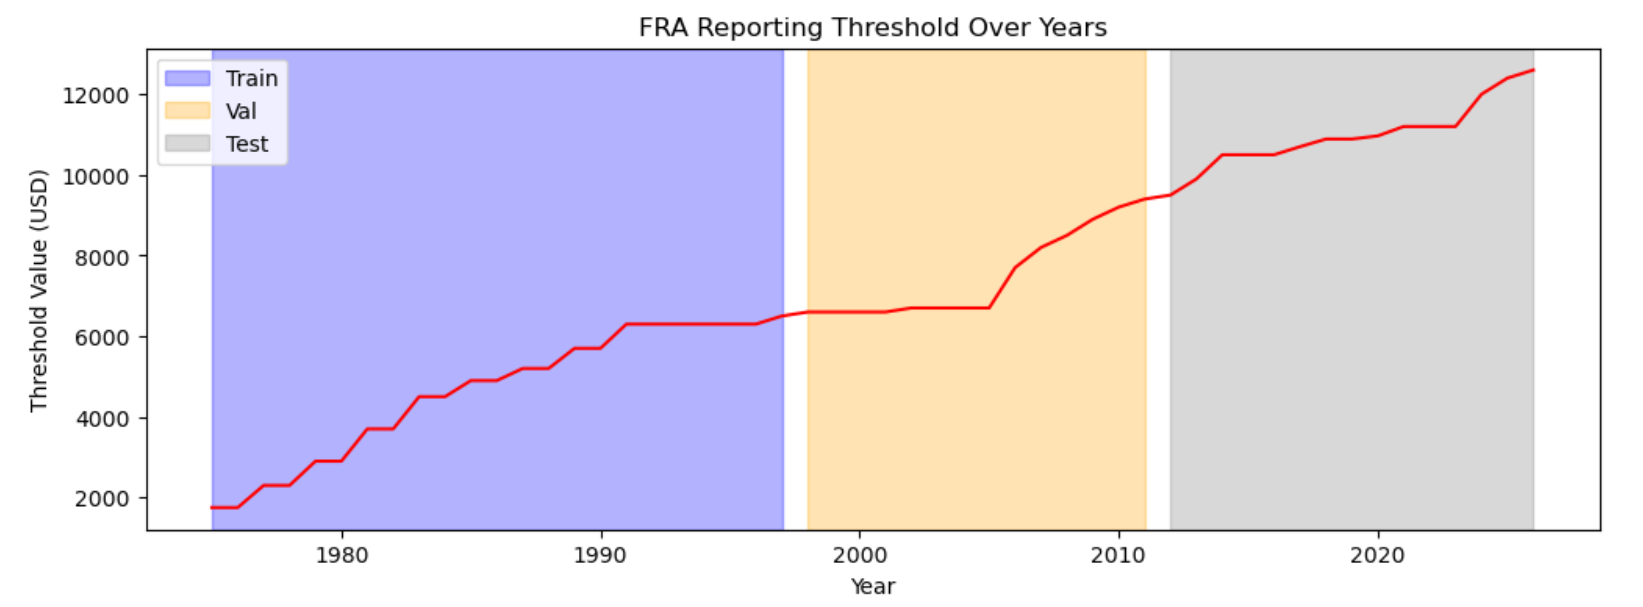 FRA Reporting Threshold Over Years
Train
Val
Test
Threshold Value (USD)
12000
10000
8000
6000
4000
2000
1980 1990 2000 2010 2020
Year